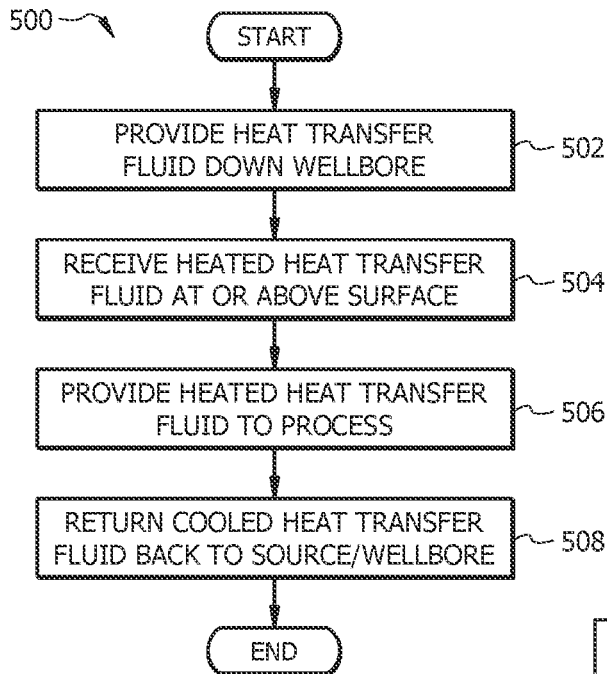 500
START
PROVIDE HEAT TRANSFER
FLUID DOWN WELLBORE
502
RECEIVE HEATED HEAT TRANSFER
FLUID AT OR ABOVE SURFACE
504
PROVIDE HEATED HEAT TRANSFER
FLUID TO PROCESS
506
RETURN COOLED HEAT TRANSFER
FLUID BACK TO SOURCE/WELLBORE
508
END